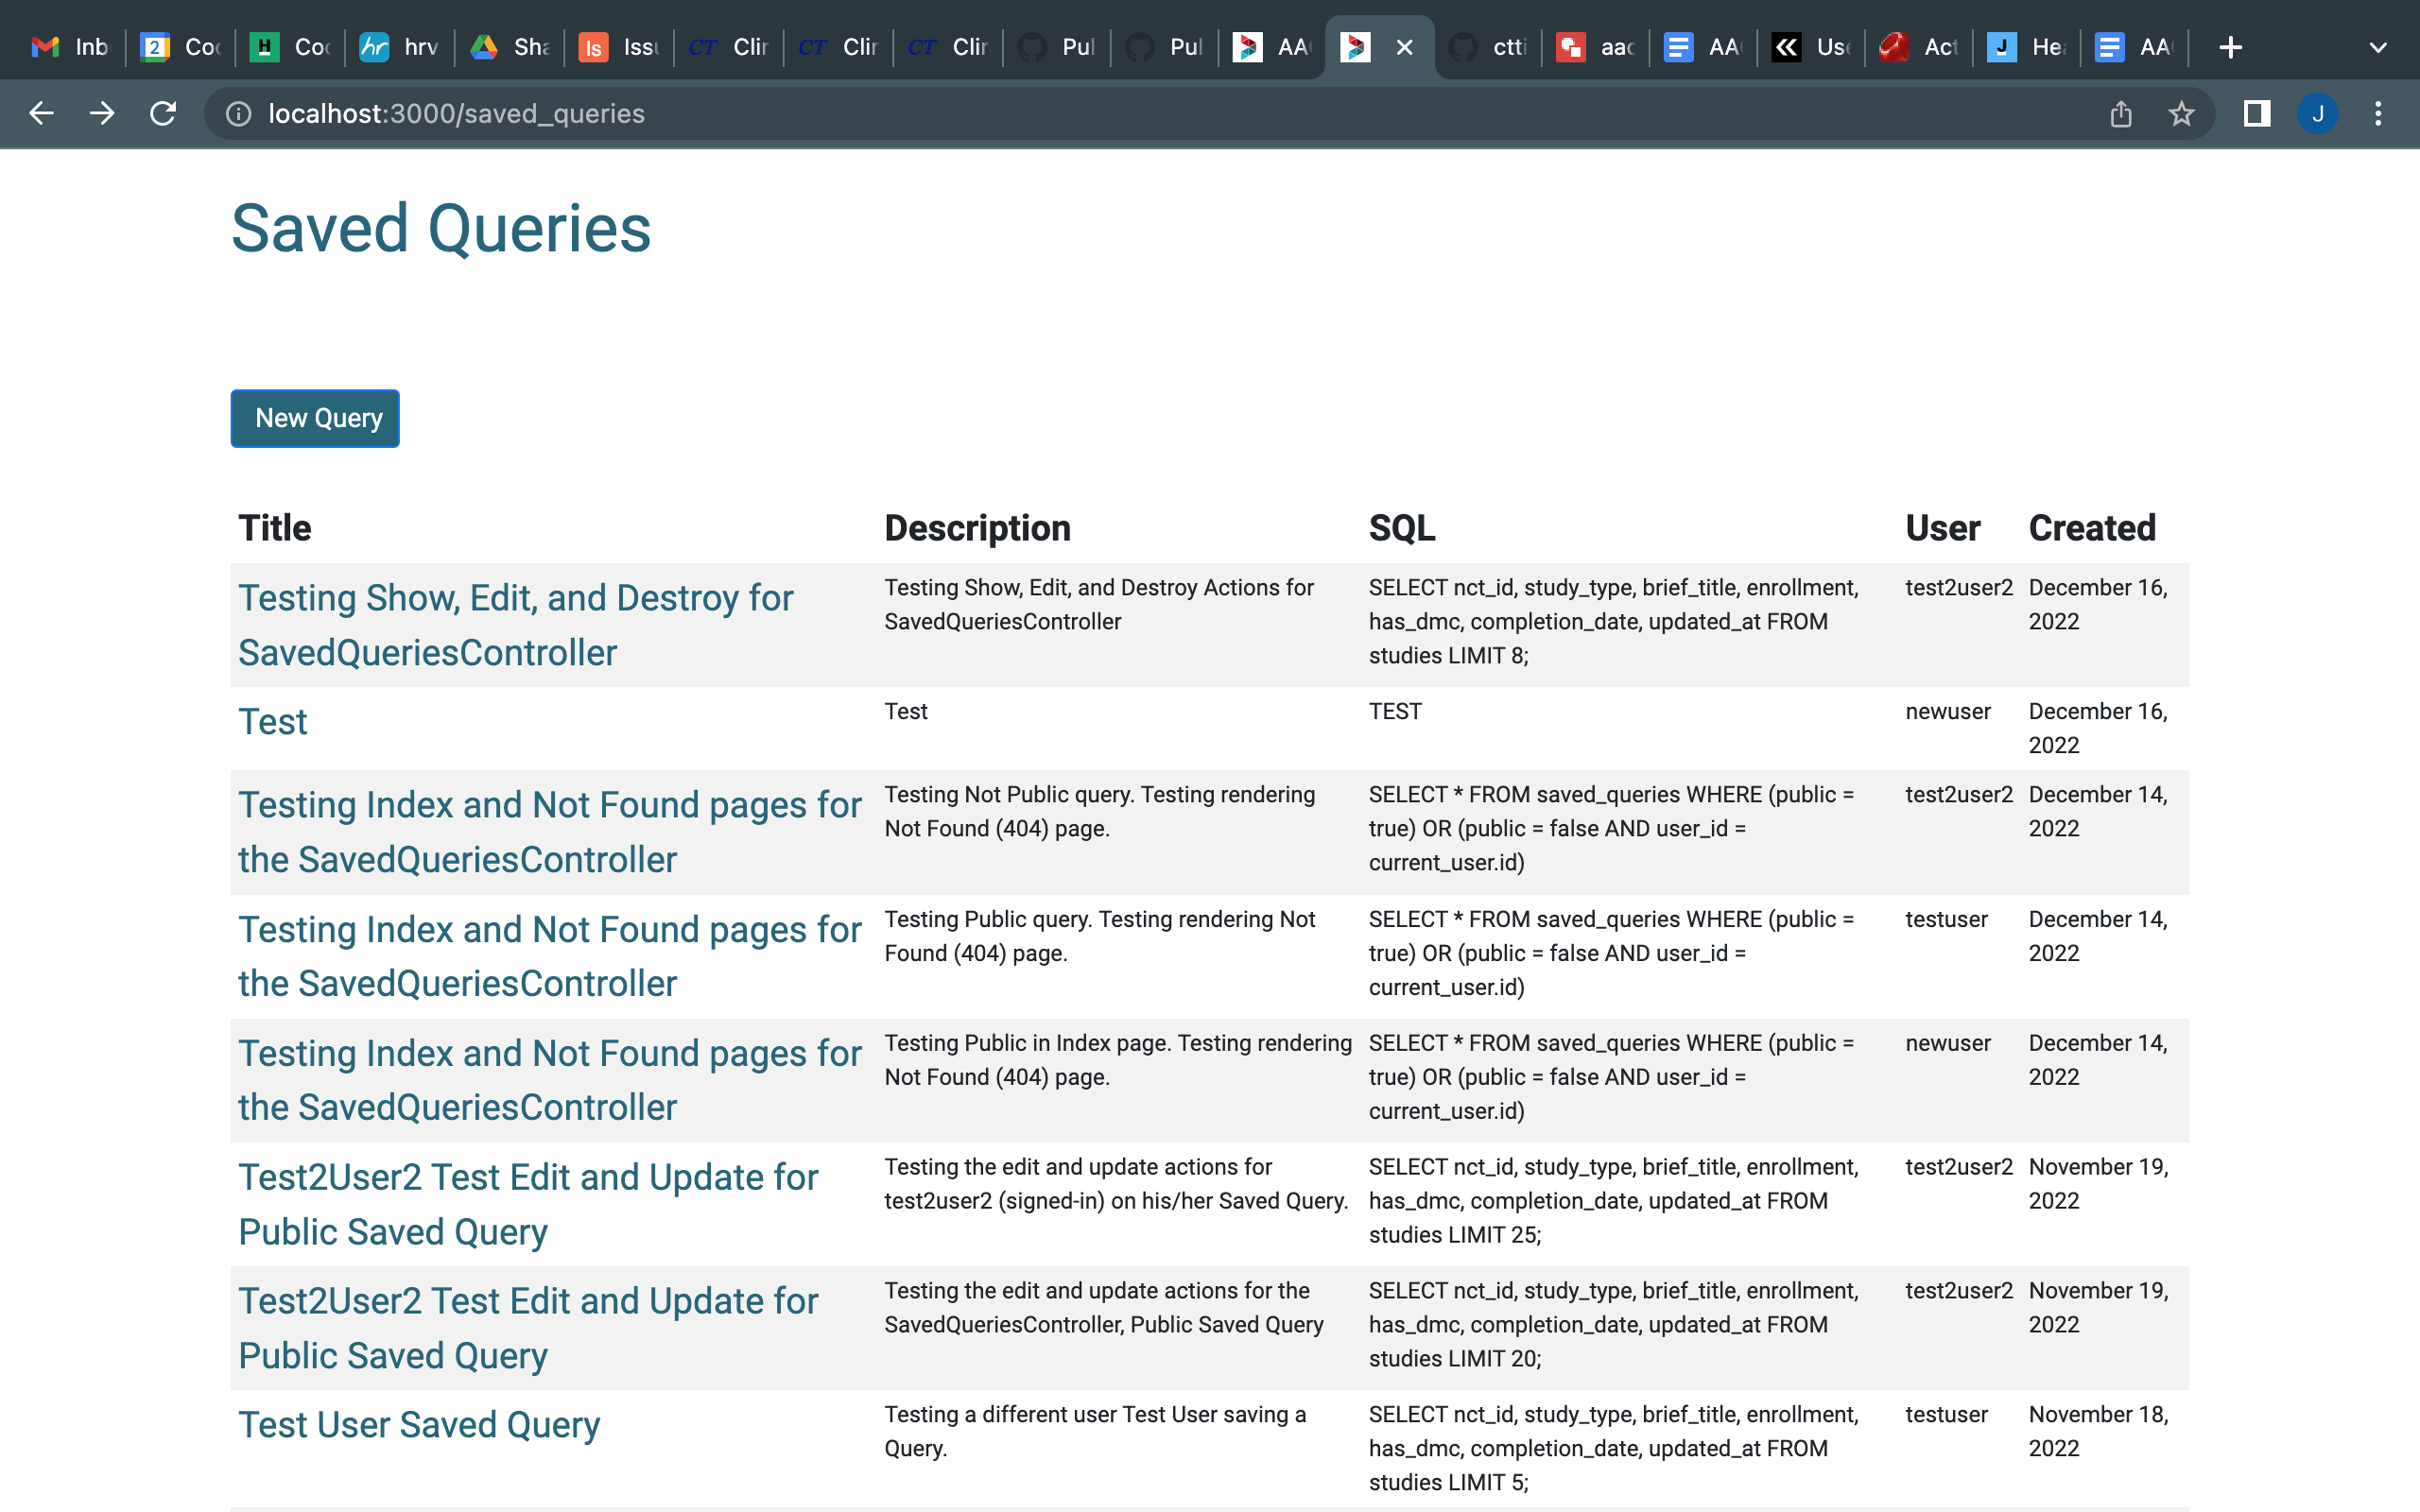 Inb
2
Coc
H
Coc
hr
hrv
Sha
ls
Issu
CT
Clir
CT
Clir
CT
Clir
Pul
Pul
AA
ctti
aac
AA
Use
Act
J
Hea
AA
localhost:3000/saved_queries
J
Saved Queries
New Query
Title Description SQL User Created
Testing Show, Edit, and Destroy for Testing Show, Edit, and Destroy Actions for SELECT nct_id, study_type, brief_title, enrollment, test2user2 December 16,
SavedQueriesController SavedQueriesController has_dmc, completion_date, updated_at FROM 2022
studies LIMIT 8;
Test Test TEST newuser December 16,
2022
Testing Index and Not Found pages for Testing Not Public query. Testing rendering SELECT * FROM saved_queries WHERE (public = test2user2 December 14,
the SavedQueriesController Not Found (404) page. true) OR (public = false AND user_id = 2022
current_user.id)
Testing Index and Not Found pages for Testing Public query. Testing rendering Not SELECT * FROM saved_queries WHERE (public = testuser December 14,
the SavedQueriesController Found (404) page. true) OR (public = false AND user_id = 2022
current_user.id)
Testing Index and Not Found pages for Testing Public in Index page. Testing rendering SELECT * FROM saved_queries WHERE (public = newuser December 14,
the SavedQueriesController Not Found (404) page. true) OR (public = false AND user_id = 2022
current_user.id)
Test2User2 Test Edit and Update for Testing the edit and update actions for SELECT nct_id, study_type, brief_title, enrollment, test2user2 November 19,
Public Saved Query test2user2 (signed-in) on his/her Saved Query. has_dmc, completion_date, updated_at FROM 2022
studies LIMIT 25;
Test2User2 Test Edit and Update for Testing the edit and update actions for the SELECT nct_id, study_type, brief_title, enrollment, test2user2 November 19,
Public Saved Query SavedQueriesController, Public Saved Query has_dmc, completion_date, updated_at FROM 2022
studies LIMIT 20;
Test User Saved Query Testing a different user Test User saving a SELECT nct_id, study_type, brief_title, enrollment, testuser November 18,
Query. has_dmc, completion_date, updated_at FROM 2022
studies LIMIT 5;